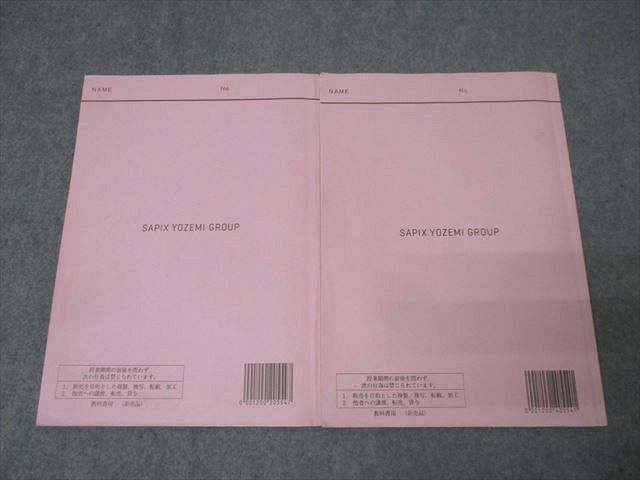 NAME No.
SAPIX YOZEMI GROUP
授業期間の前後を問わず、
次の行為は禁じられています。
1. 販売を目的とした複製、複写、転載、加工
2. 他者への譲渡、転売、貸与
教科書用 (非売品)
0001200205547
NAME No.
SAPIX YOZEMI GROUP
授業期間の前後を問わず、
次の行為は禁じられています。
1. 販売を目的とした複製、複写、転載、加工
2. 他者への譲渡、転売、貸与
教科書用 (非売品)